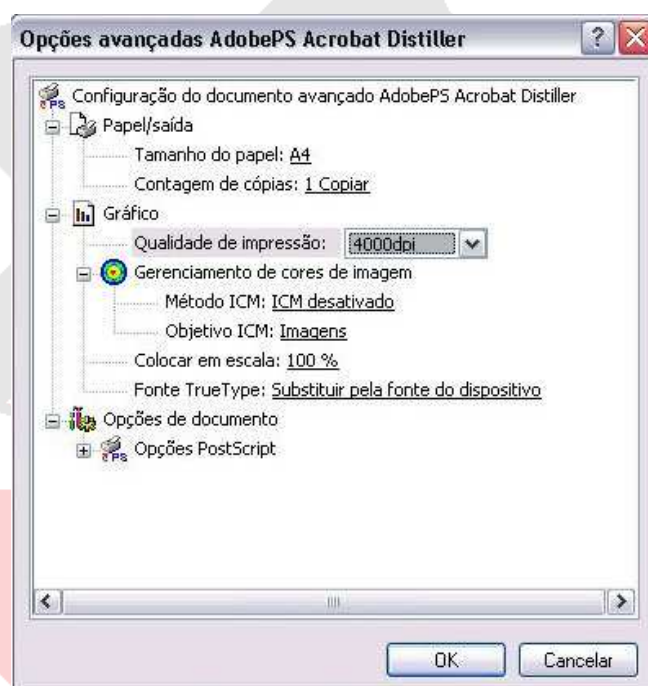 Opções avançadas AdobePS Acrobat Distiller
Configuração do documento avançado AdobePS Acrobat Distiller
Papel/saída
Tamanho do papel: A4
Contagem de cópias: 1 Copiar
Gráfico
Qualidade de impressão: 4000dpi
Gerenciamento de cores de imagem
Método ICM: ICM desativado
Objetivo ICM: Imagens
Colocar em escala: 100 %
Fonte TrueType: Substituir pela fonte do dispositivo
Opções de documento
Opções PostScript
OK Cancelar